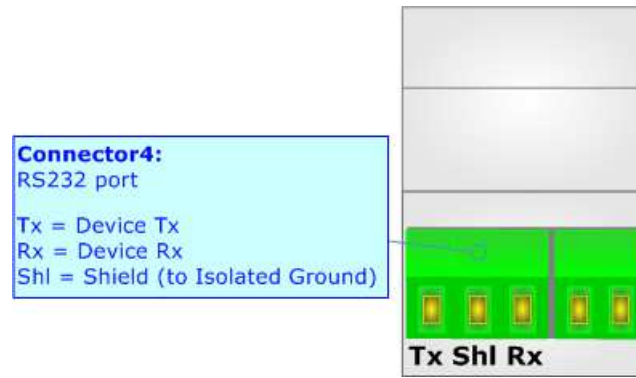 Connector4:
RS232 port
Tx = Device Tx
Rx = Device Rx
Shl = Shield (to Isolated Ground)
Tx Shl Rx